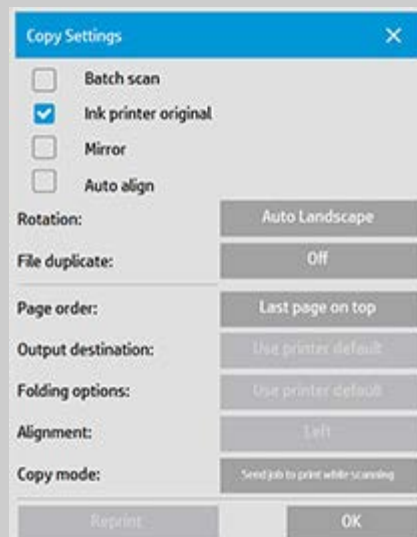 Copy Settings
Batch scan
Ink printer original
Mirror
Auto align
Rotation: Auto Landscape
File duplicate: Off
Page order: Last page on top
Output destination: Use printer default
Folding options: Use printer default
Alignment: Left
Copy mode: Send job to print while scanning
Reprint OK